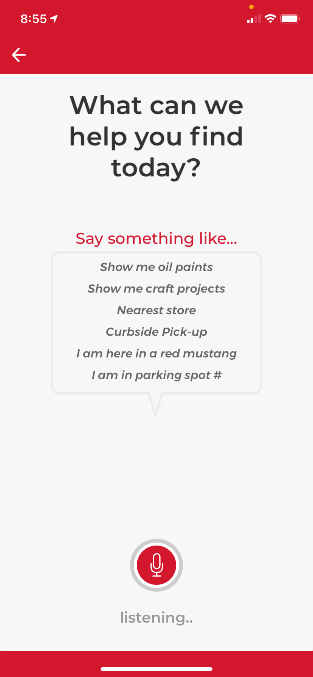 8:55
What can we
help you find
today?
Say something like...
Show me oil paints
Show me craft projects
Nearest store
Curbside Pick-up
I am here in a red mustang
I am in parking spot #
listening..